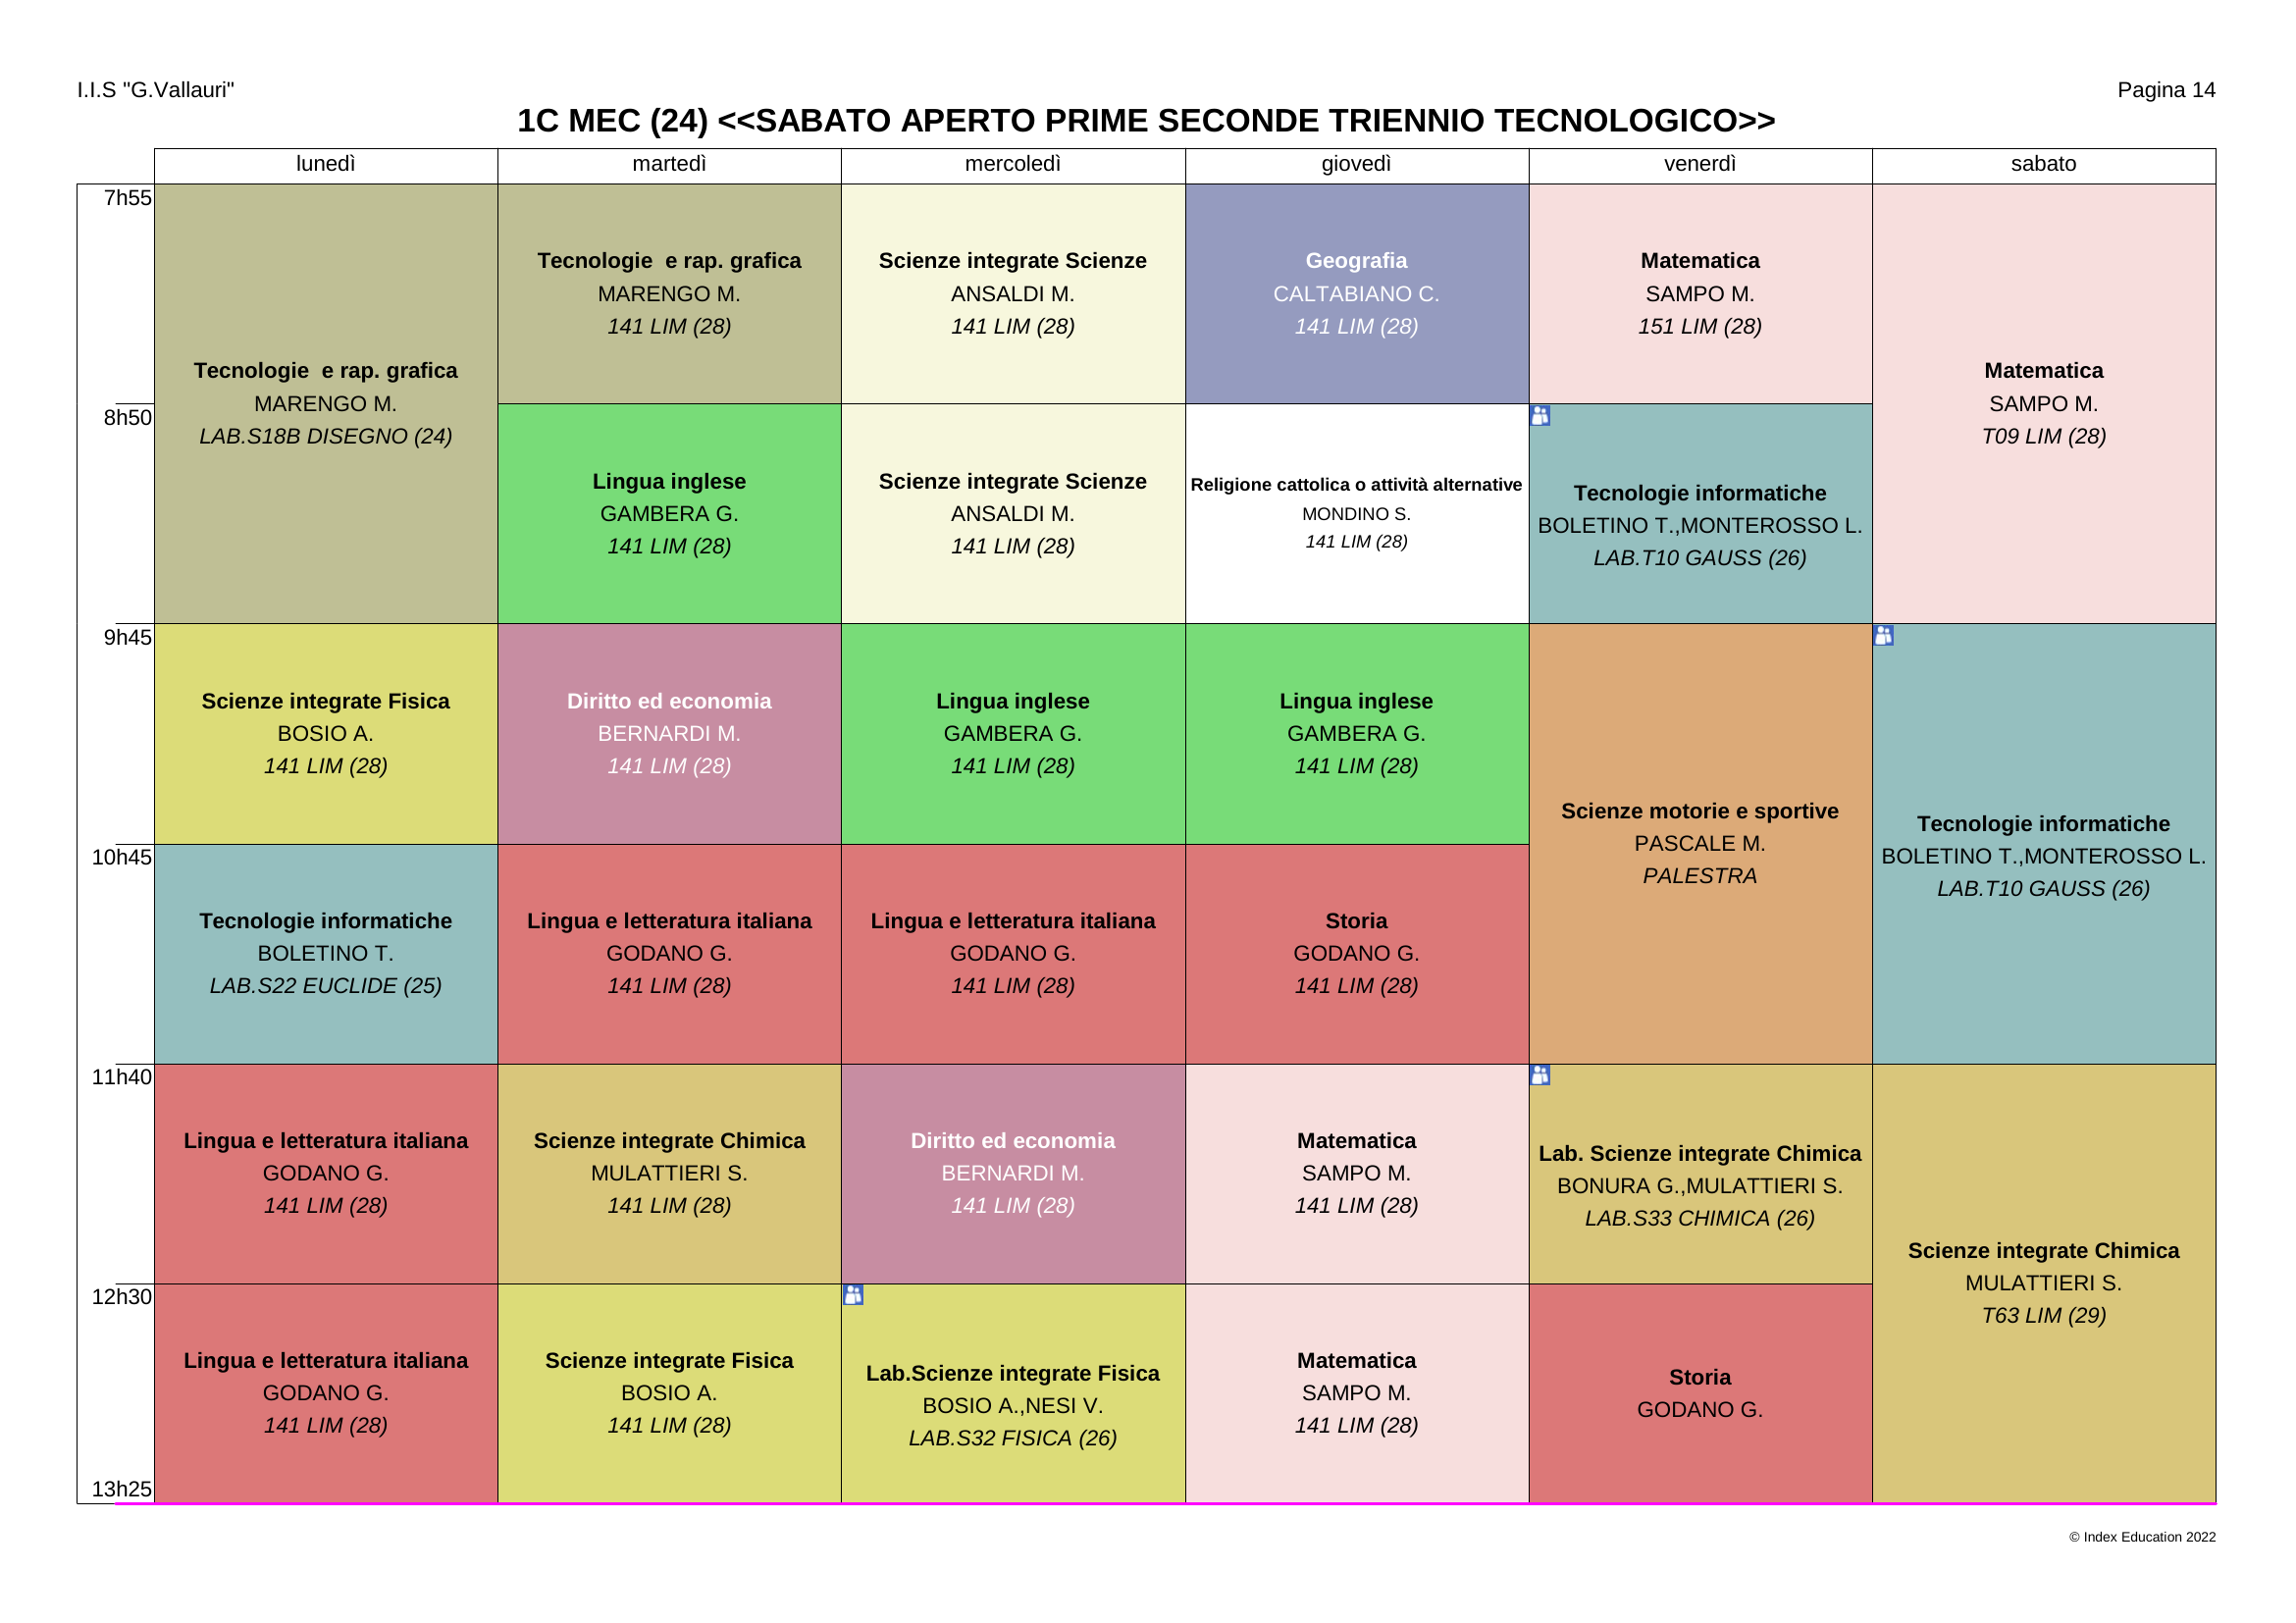 I.I.S "G.Vallauri"
Pagina 14
1C MEC (24) <<SABATO APERTO PRIME SECONDE TRIENNIO TECNOLOGICO>>
lunedì
martedì
mercoledì
giovedì
venerdì
sabato
7h55
Tecnologie  e rap. grafica
MARENGO M.
LAB.S18B DISEGNO (24)
Tecnologie  e rap. grafica
MARENGO M.
141 LIM (28)
Scienze integrate Scienze
ANSALDI M.
141 LIM (28)
Geografia
CALTABIANO C.
141 LIM (28)
Matematica
SAMPO M.
151 LIM (28)
Matematica
SAMPO M.
T09 LIM (28)
8h50
Lingua inglese
GAMBERA G.
141 LIM (28)
Scienze integrate Scienze
ANSALDI M.
141 LIM (28)
Religione cattolica o attività alternative
MONDINO S.
141 LIM (28)
Tecnologie informatiche
BOLETINO T.,MONTEROSSO L.
LAB.T10 GAUSS (26)
9h45
Scienze integrate Fisica
BOSIO A.
141 LIM (28)
Diritto ed economia
BERNARDI M.
141 LIM (28)
Lingua inglese
GAMBERA G.
141 LIM (28)
Lingua inglese
GAMBERA G.
141 LIM (28)
Scienze motorie e sportive
PASCALE M.
PALESTRA
Tecnologie informatiche
BOLETINO T.,MONTEROSSO L.
LAB.T10 GAUSS (26)
10h45
Tecnologie informatiche
BOLETINO T.
LAB.S22 EUCLIDE (25)
Lingua e letteratura italiana
GODANO G.
141 LIM (28)
Lingua e letteratura italiana
GODANO G.
141 LIM (28)
Storia
GODANO G.
141 LIM (28)
11h40
Lingua e letteratura italiana
GODANO G.
141 LIM (28)
Scienze integrate Chimica
MULATTIERI S.
141 LIM (28)
Diritto ed economia
BERNARDI M.
141 LIM (28)
Matematica
SAMPO M.
141 LIM (28)
Lab. Scienze integrate Chimica
BONURA G.,MULATTIERI S.
LAB.S33 CHIMICA (26)
Scienze integrate Chimica
MULATTIERI S.
T63 LIM (29)
12h30
Lingua e letteratura italiana
GODANO G.
141 LIM (28)
Scienze integrate Fisica
BOSIO A.
141 LIM (28)
Lab.Scienze integrate Fisica
BOSIO A.,NESI V.
LAB.S32 FISICA (26)
Matematica
SAMPO M.
141 LIM (28)
Storia
GODANO G.
13h25
© Index Education 2022